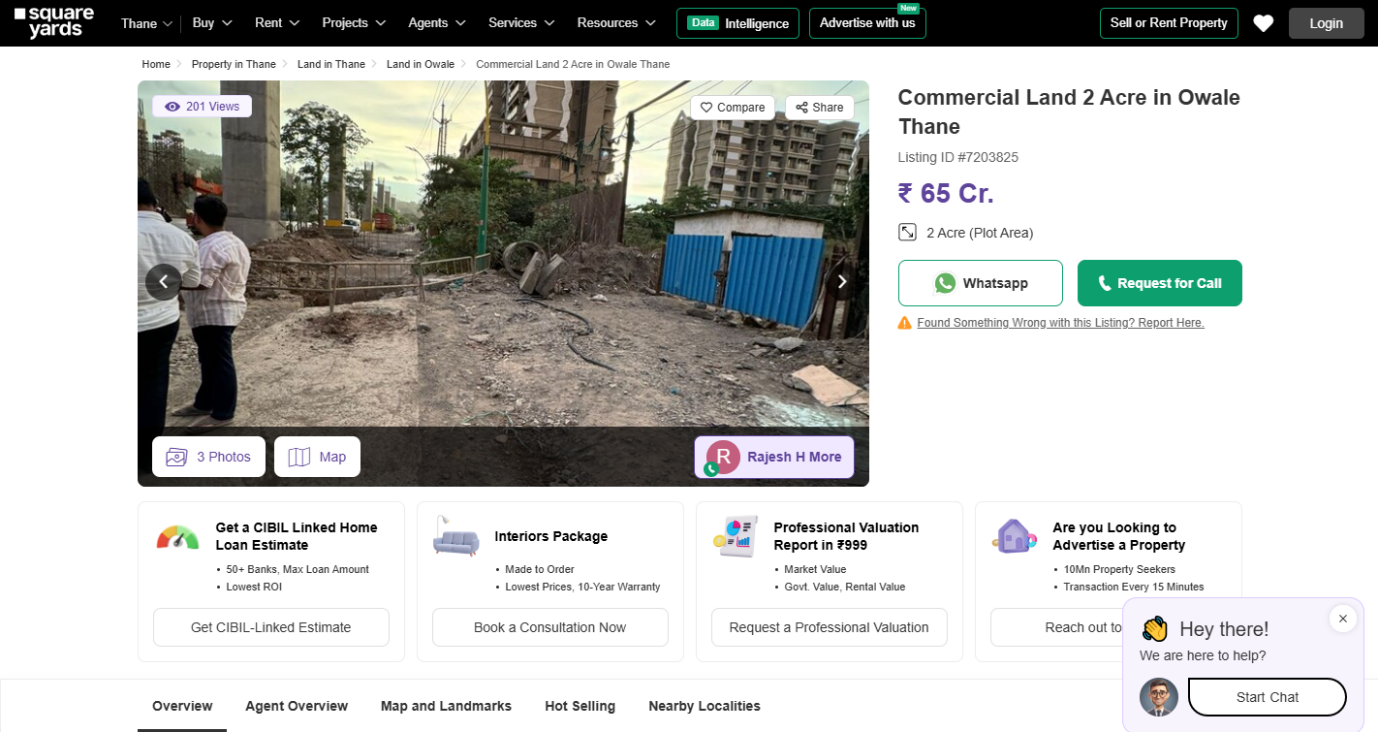 square
yards
Thane
Buy
Rent
Projects
Agents
Services
Resources
Data Intelligence
Advertise with us
New
Sell or Rent Property
Login
Home
Property in Thane
Land in Thane
Land in Owale
Commercial Land 2 Acre in Owale Thane
201 Views
Compare
Share
3 Photos
Map
R
Rajesh H More
Commercial Land 2 Acre in Owale
Thane
Listing ID #7203825
₹ 65 Cr.
2 Acre (Plot Area)
Whatsapp
Request for Call
Found Something Wrong with this Listing? Report Here.
Get a CIBIL Linked Home
Loan Estimate
• 50+ Banks, Max Loan Amount
• Lowest ROI
Get CIBIL-Linked Estimate
Interiors Package
• Made to Order
• Lowest Prices, 10-Year Warranty
Book a Consultation Now
Professional Valuation
Report in ₹999
• Market Value
• Govt. Value, Rental Value
Request a Professional Valuation
Are you Looking to
Advertise a Property
• 10Mn Property Seekers
• Transaction Every 15 Minutes
Reach out to
Hey there!
We are here to help?
Start Chat
Overview
Agent Overview
Map and Landmarks
Hot Selling
Nearby Localities